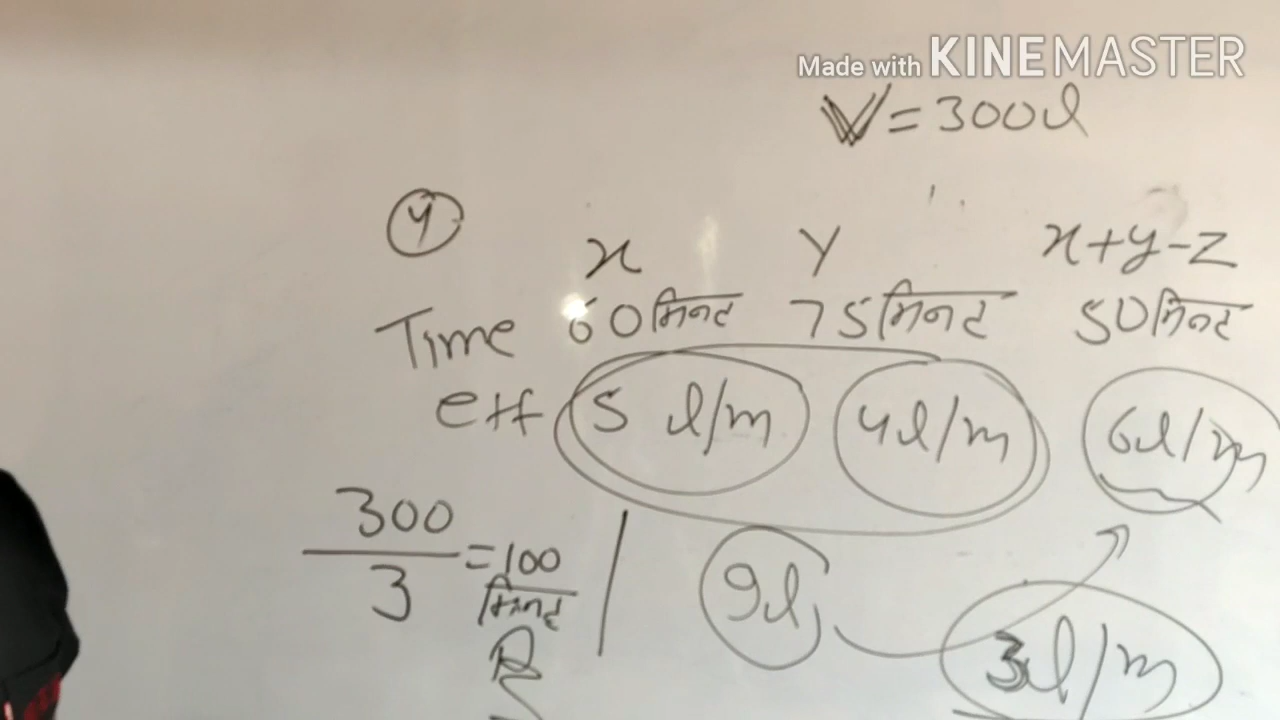 Made with KINEMASTER
V = 300l
4
x y x+y-z
Time 60मिनट 75मिनट 50मिनट
eff 5 l/m 4l/m 6l/m
300/3 = 100 मिनट
9l
3l/m